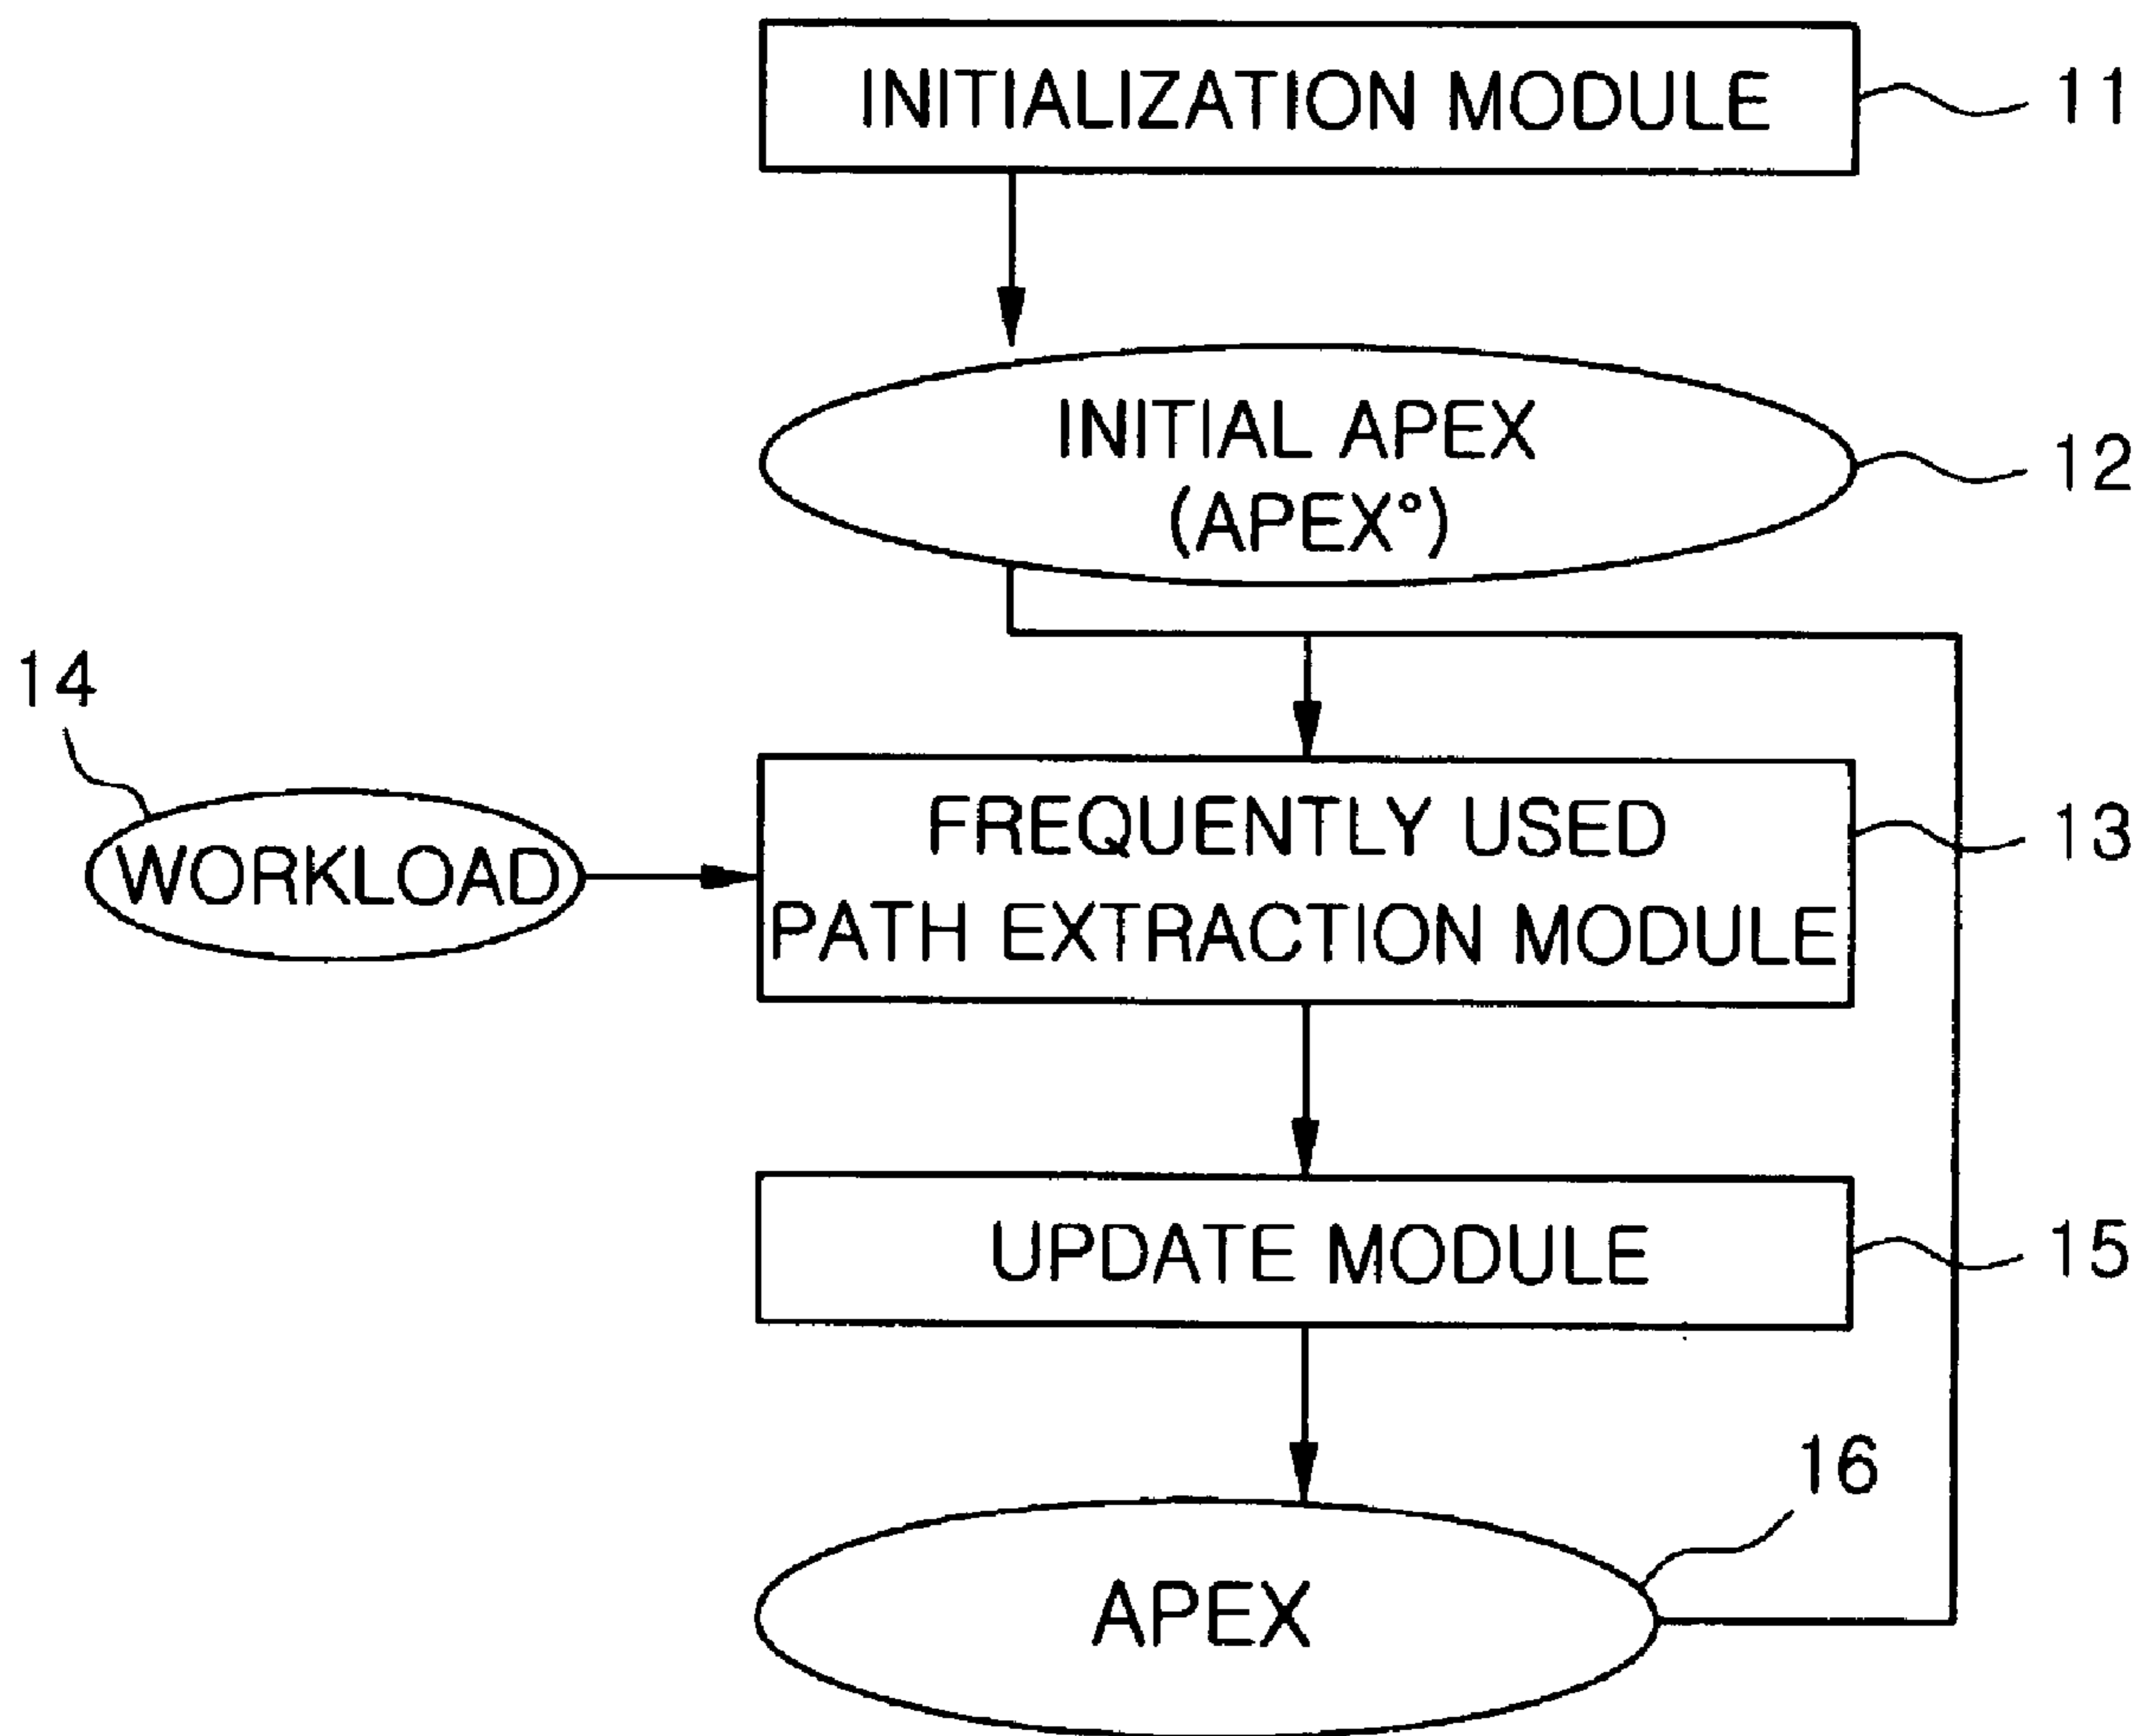 INITIALIZATION MODULE
11
INITIAL APEX
(APEX°)
12
14
WORKLOAD
FREQUENTLY USED
PATH EXTRACTION MODULE
13
UPDATE MODULE
15
16
APEX